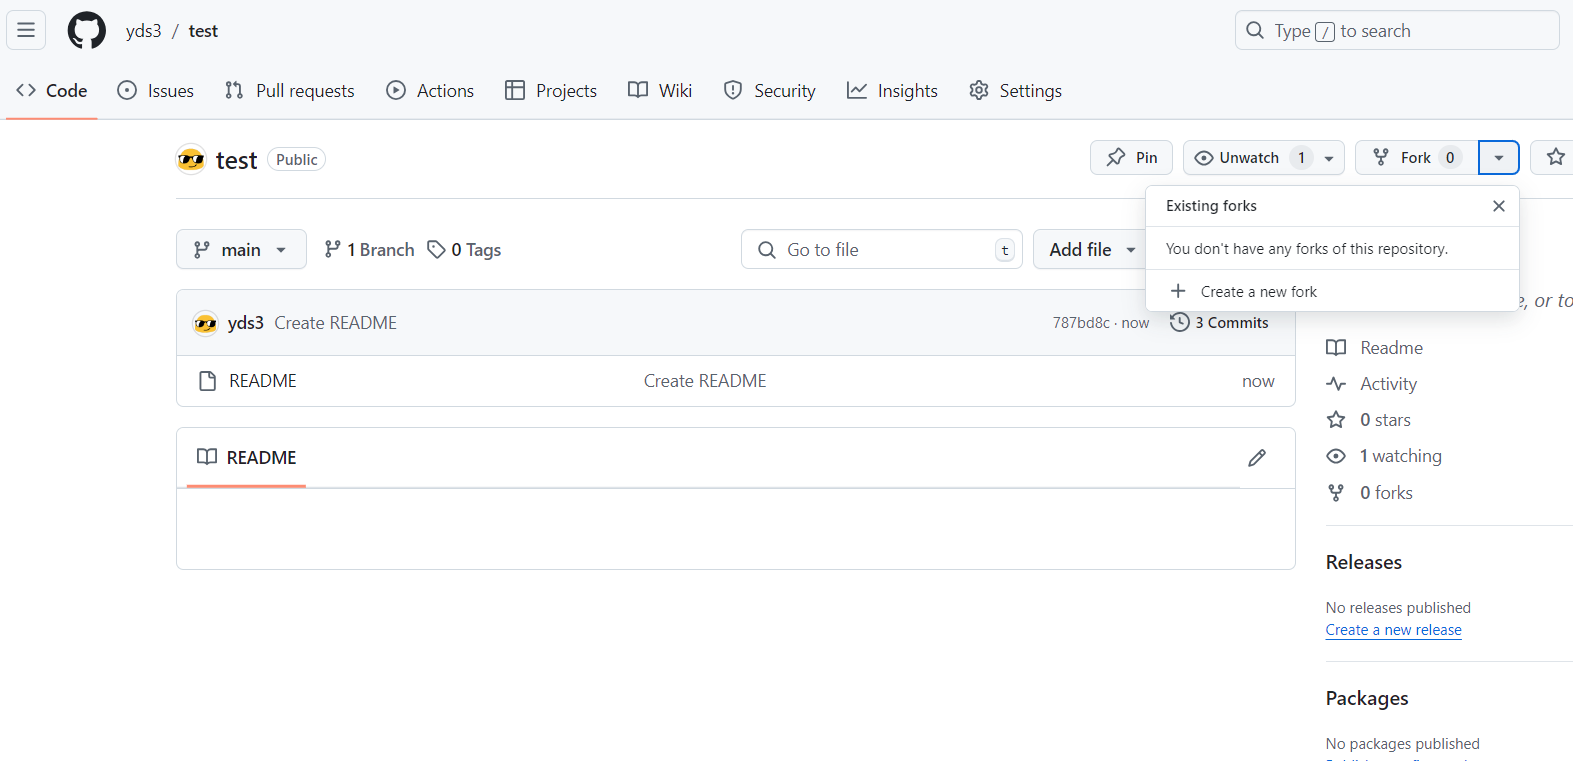 yds3 / test
Type / to search
Code Issues Pull requests Actions Projects Wiki Security Insights Settings
test Public
Pin Unwatch 1 Fork 0
Existing forks
You don't have any forks of this repository.
Create a new fork
main 1 Branch 0 Tags Go to file t Add file
e, or to
yds3 Create README 787bd8c · now 3 Commits
README Create README now
README
Readme
Activity
0 stars
1 watching
0 forks
Releases
No releases published
Create a new release
Packages
No packages published